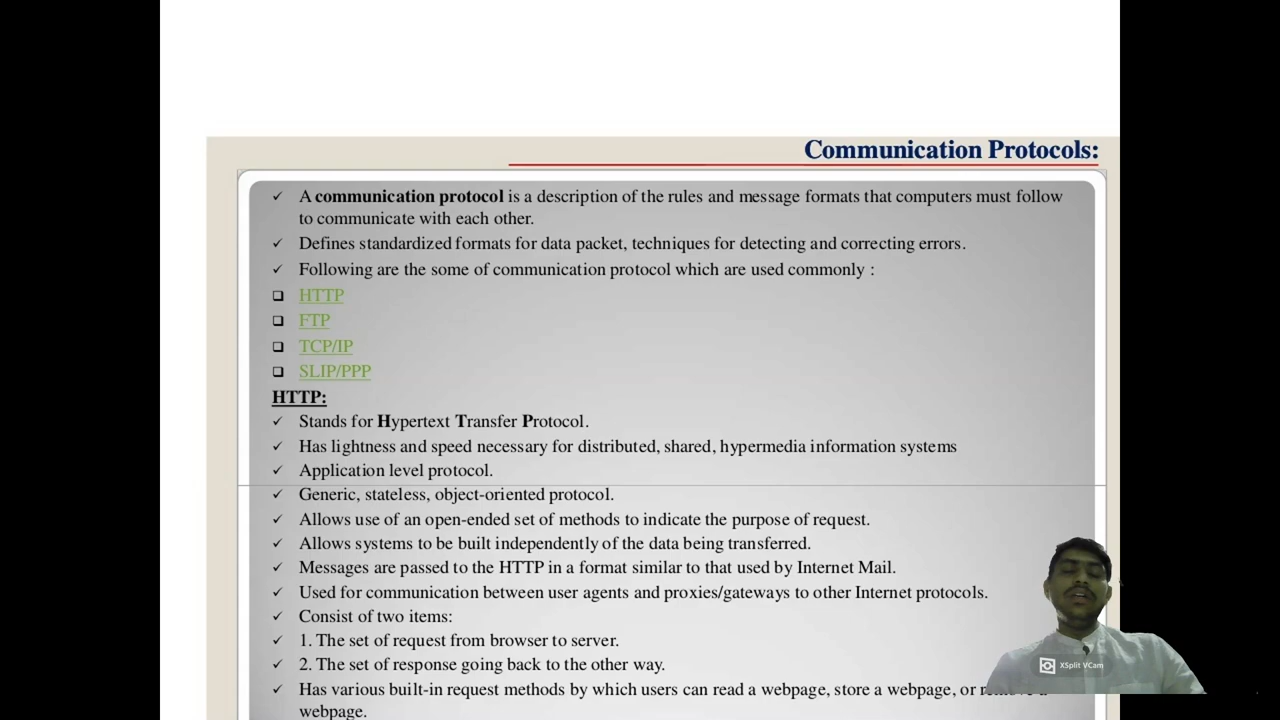 Communication Protocols:
✓ A communication protocol is a description of the rules and message formats that computers must follow
to communicate with each other.
✓ Defines standardized formats for data packet, techniques for detecting and correcting errors.
✓ Following are the some of communication protocol which are used commonly :
❑ HTTP
❑ FTP
❑ TCP/IP
❑ SLIP/PPP
HTTP:
✓ Stands for Hypertext Transfer Protocol.
✓ Has lightness and speed necessary for distributed, shared, hypermedia information systems
✓ Application level protocol.
✓ Generic, stateless, object-oriented protocol.
✓ Allows use of an open-ended set of methods to indicate the purpose of request.
✓ Allows systems to be built independently of the data being transferred.
✓ Messages are passed to the HTTP in a format similar to that used by Internet Mail.
✓ Used for communication between user agents and proxies/gateways to other Internet protocols.
✓ Consist of two items:
✓ 1. The set of request from browser to server.
✓ 2. The set of response going back to the other way.
✓ Has various built-in request methods by which users can read a webpage, store a webpage, or
webpage.
XSplit VCam